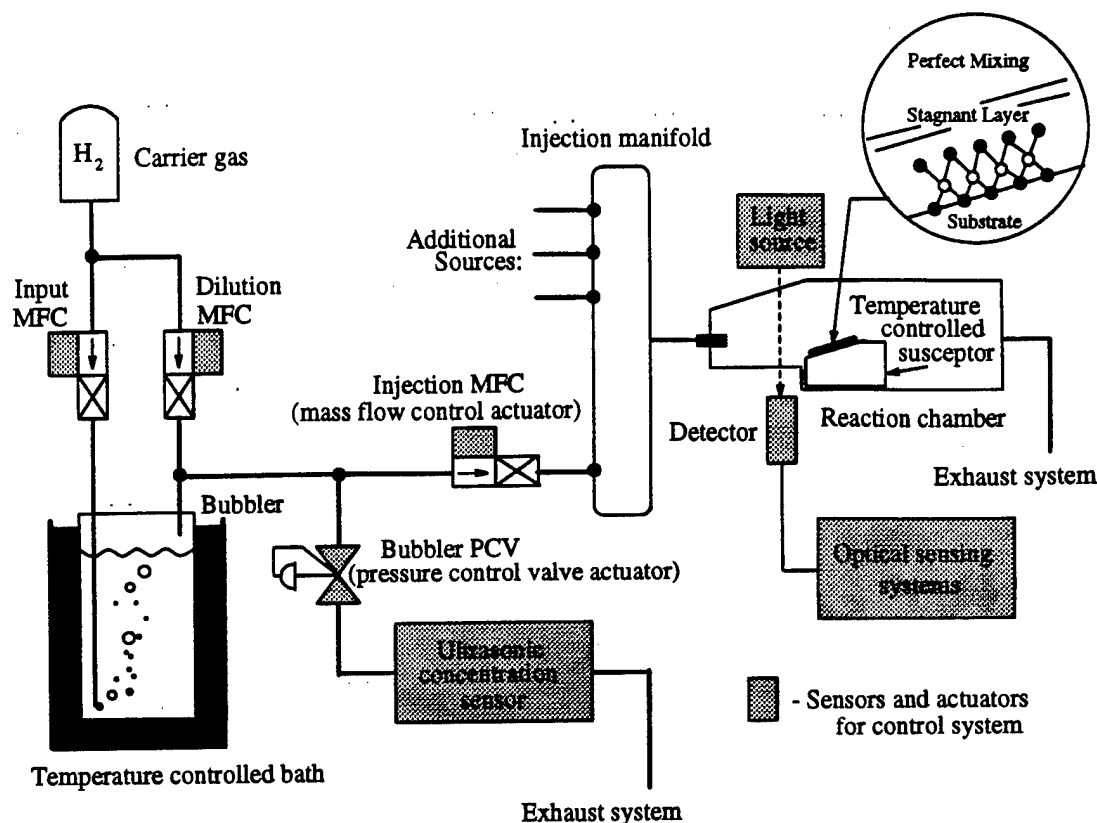 Perfect Mixing
Stagnant Layer
Substrate
Injection manifold
H2
Carrier gas
Light
source
Additional
Sources:
Input
MFC
Dilution
MFC
Temperature
controlled
susceptor
Injection MFC
(mass flow control actuator)
Detector
Reaction chamber
Exhaust system
Bubbler
Bubbler PCV
(pressure control valve actuator)
Optical sensing
systems
Ultrasonic
concentration
sensor
- Sensors and actuators
for control system
Temperature controlled bath
Exhaust system